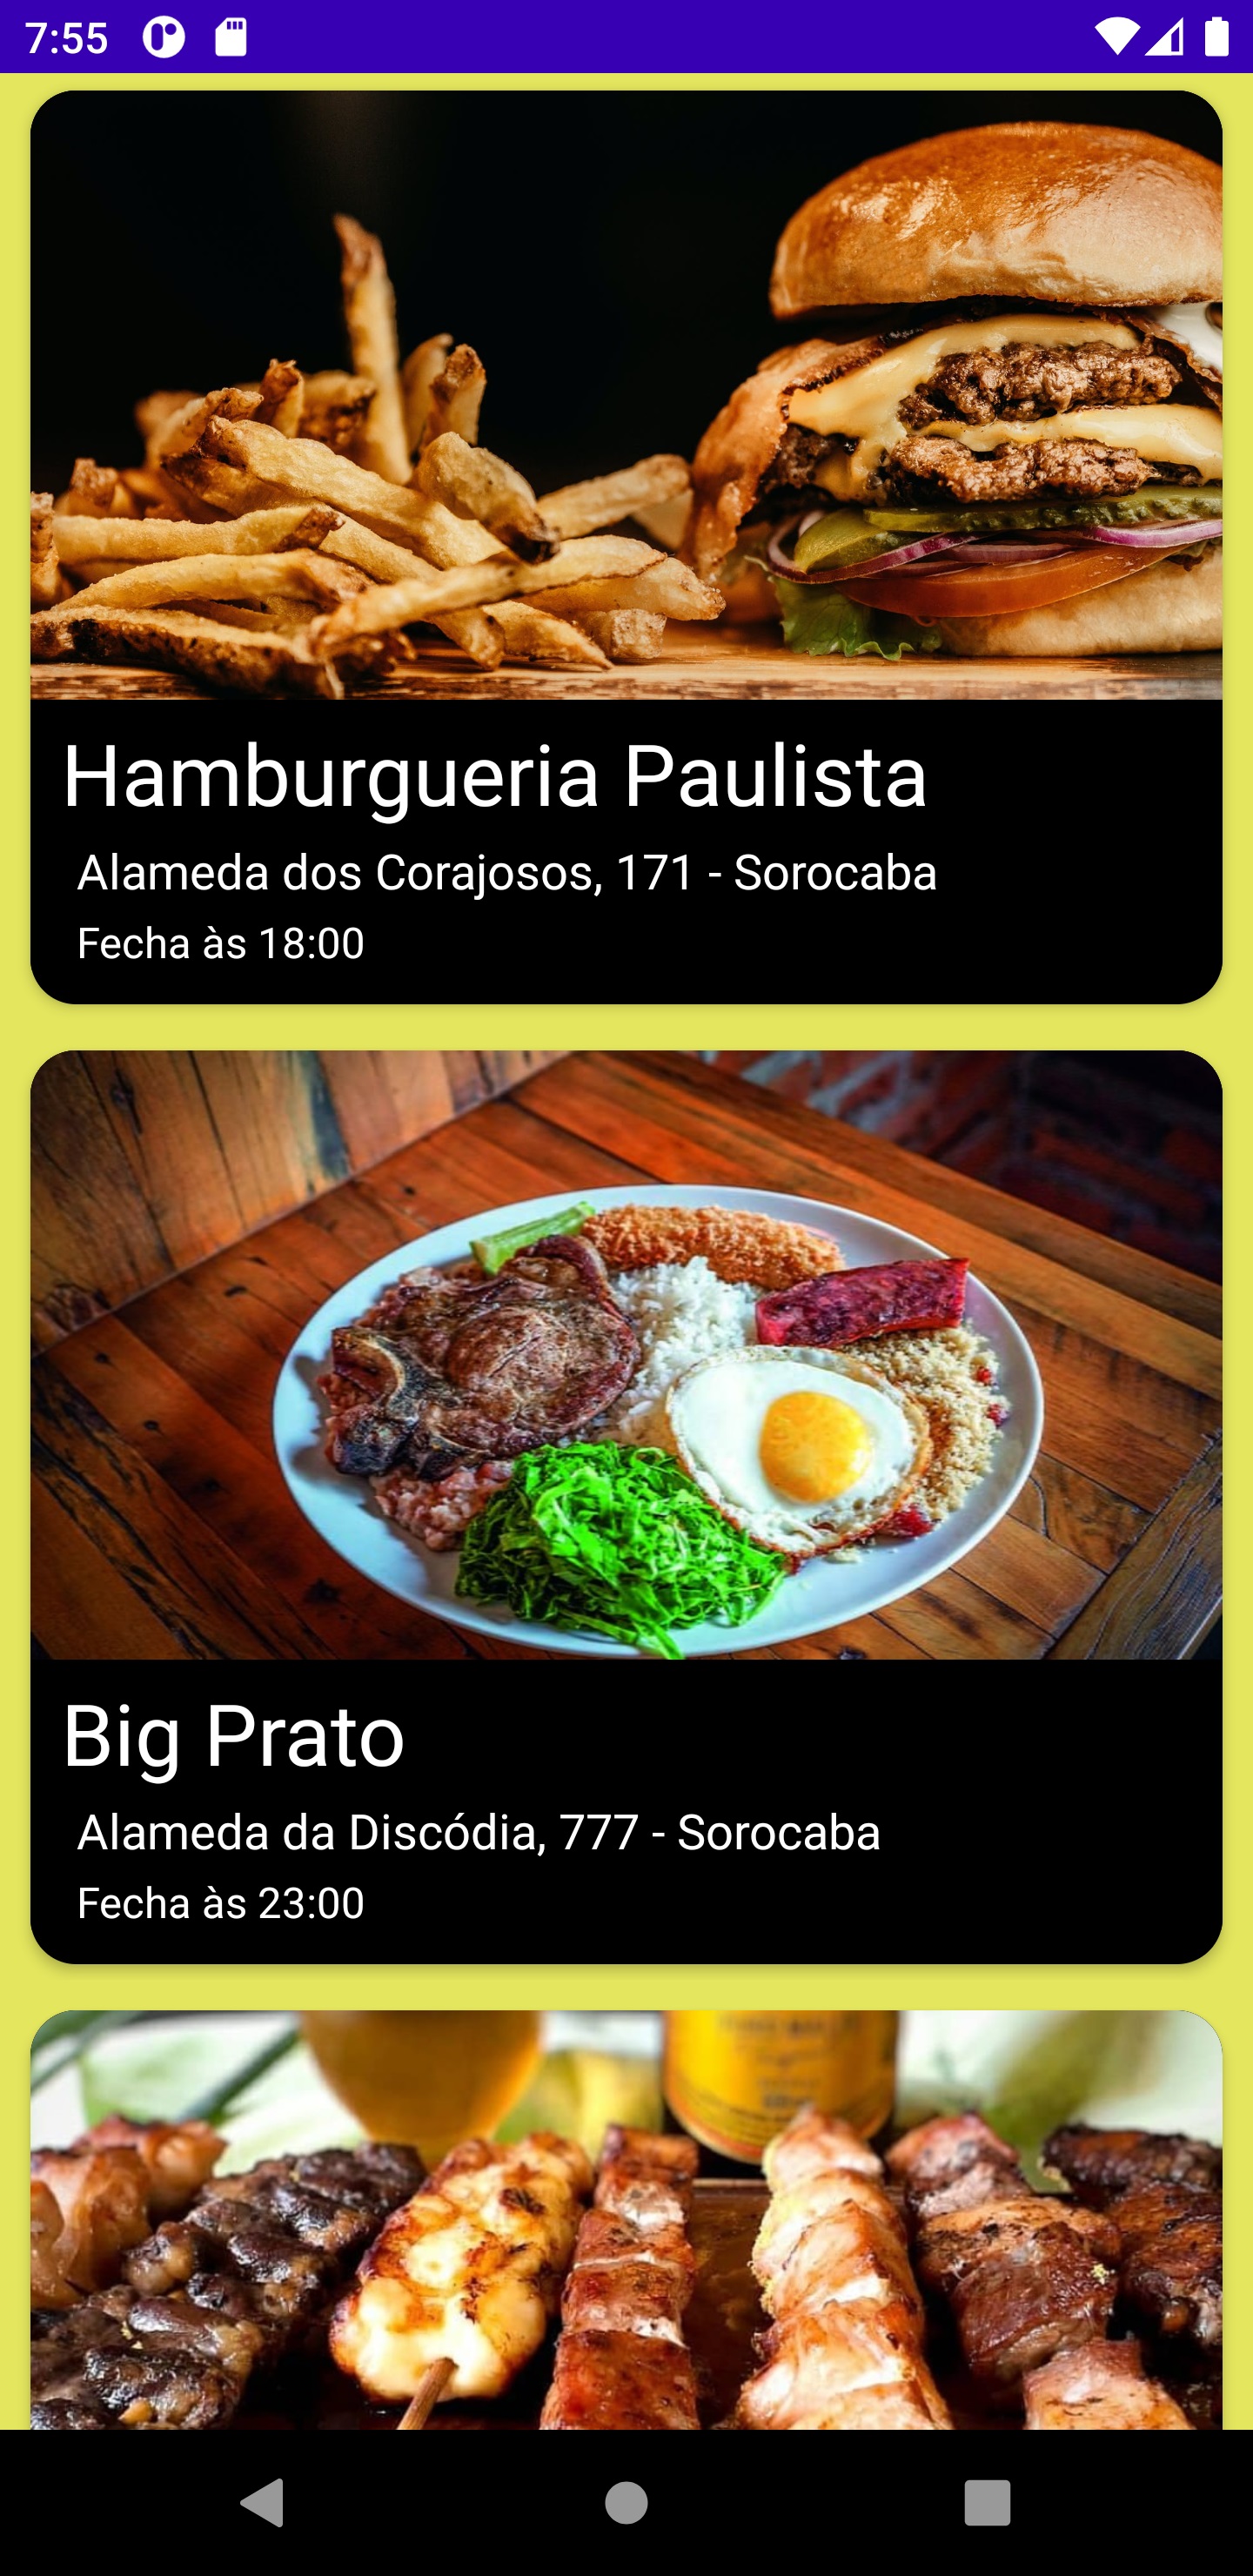 7:55
Hamburgueria Paulista
Alameda dos Corajosos, 171 - Sorocaba
Fecha às 18:00
Big Prato
Alameda da Discódia, 777 - Sorocaba
Fecha às 23:00